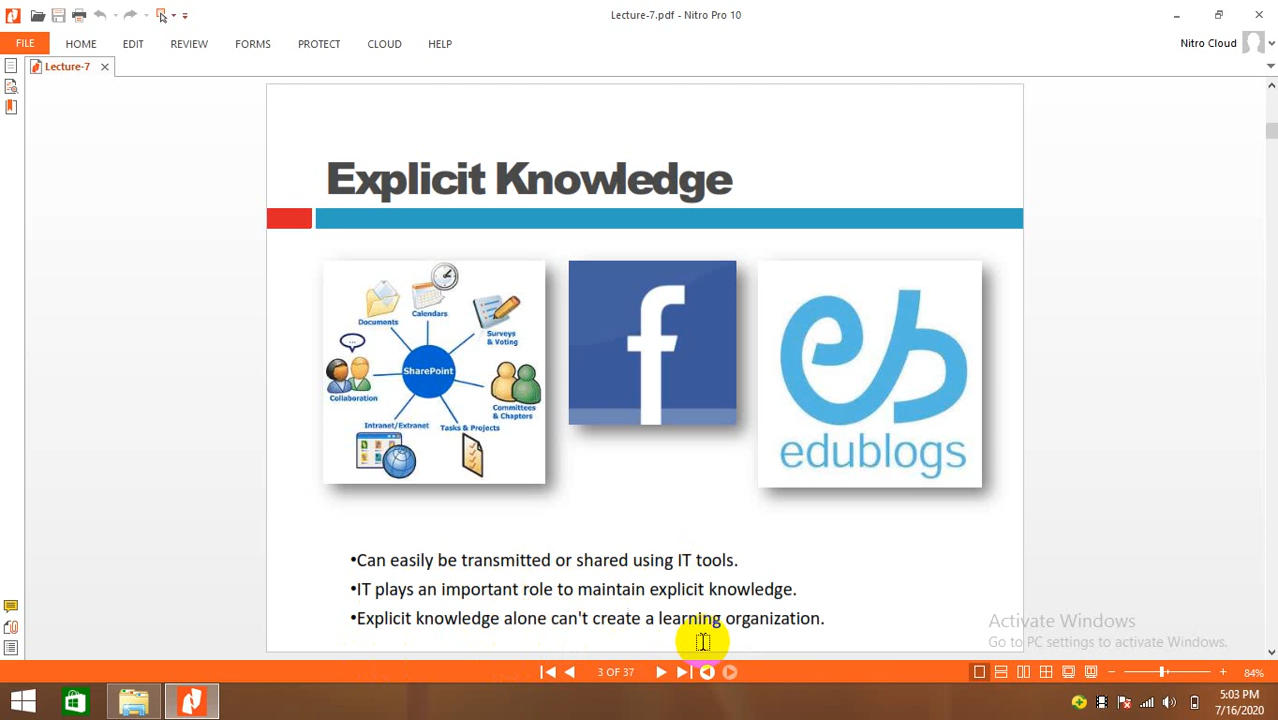 Lecture-7.pdf - Nitro Pro 10
FILE HOME EDIT REVIEW FORMS PROTECT CLOUD HELP Nitro Cloud
Lecture-7
Explicit Knowledge
Documents
Calendars
Surveys
& Voting
SharePoint
Collaboration
Committees
& Chapters
Intranet/Extranet
Tasks & Projects
f
eb
edublogs
•Can easily be transmitted or shared using IT tools.
•IT plays an important role to maintain explicit knowledge.
•Explicit knowledge alone can't create a learning organization.
Activate Windows
Go to PC settings to activate Windows.
3 OF 37
84%
5:03 PM
7/16/2020